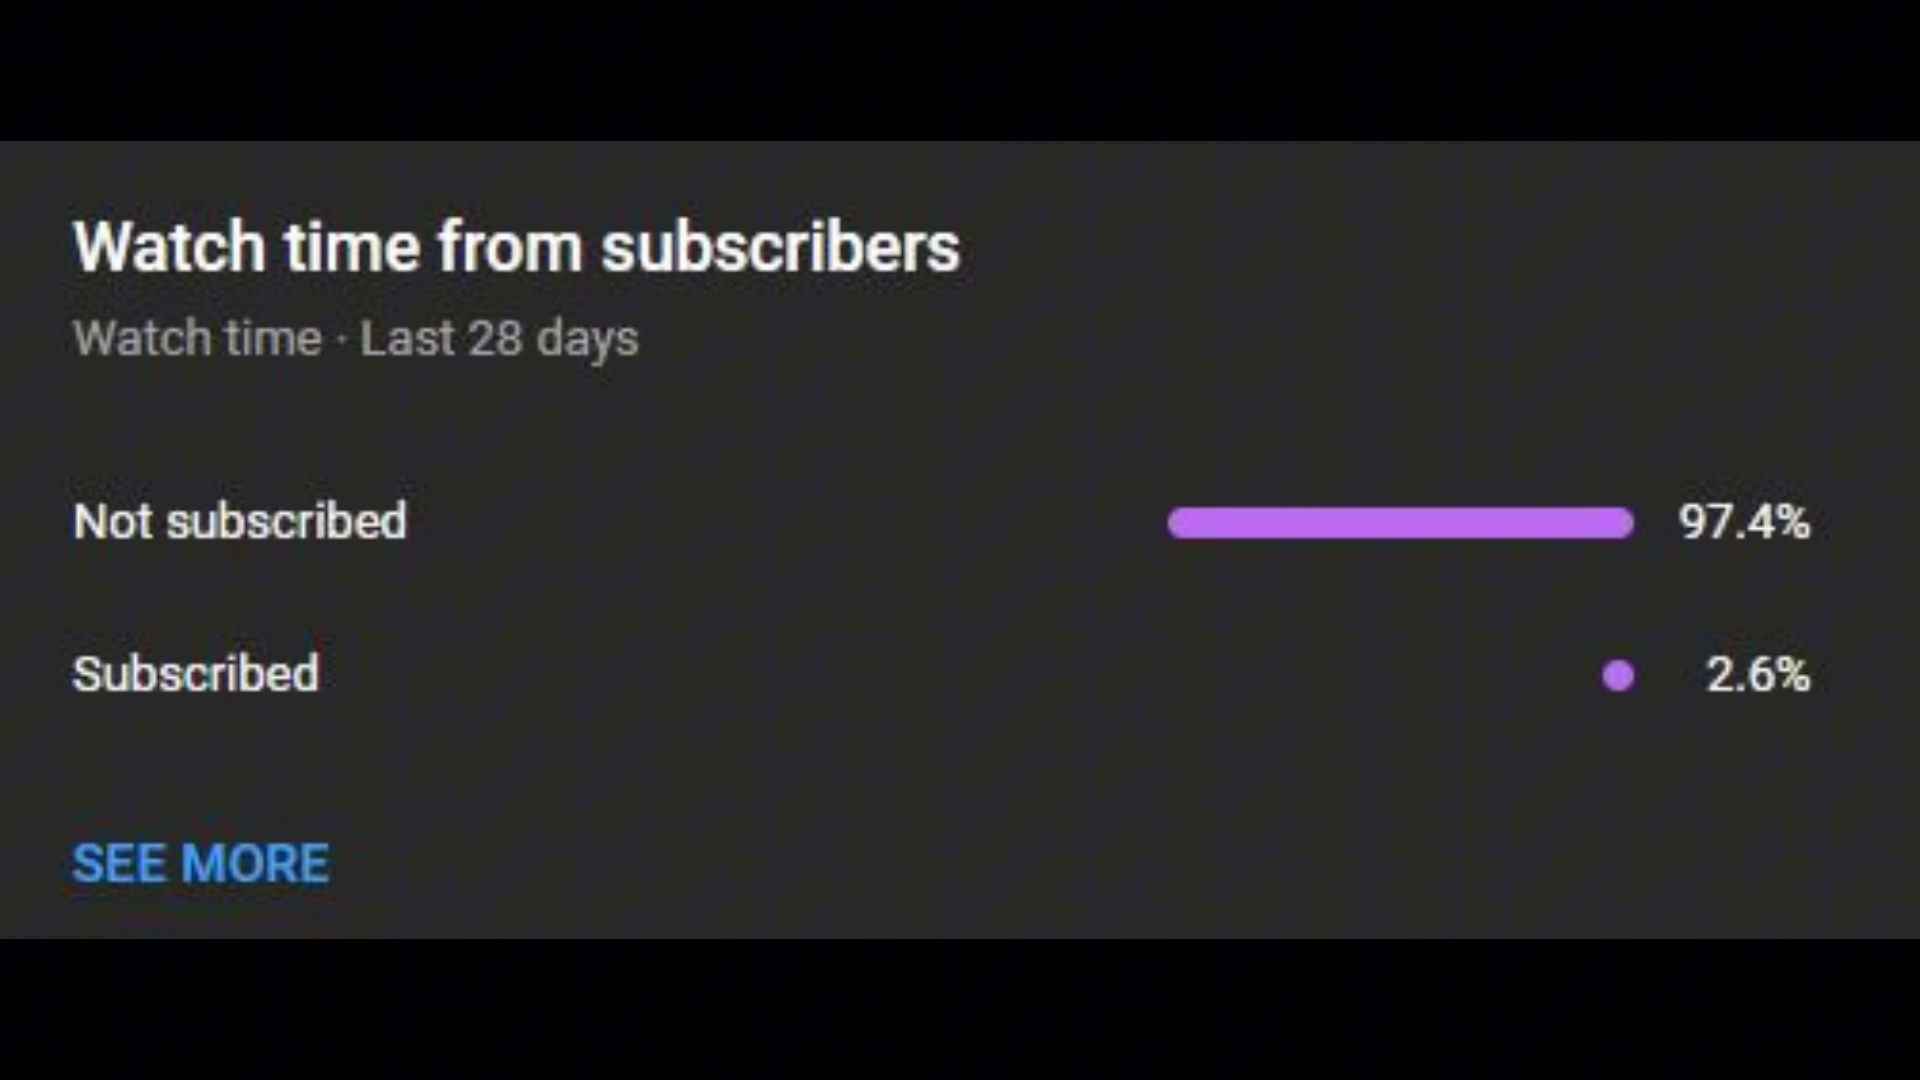 Watch time from subscribers
Watch time · Last 28 days
Not subscribed 97.4%
Subscribed 2.6%
SEE MORE